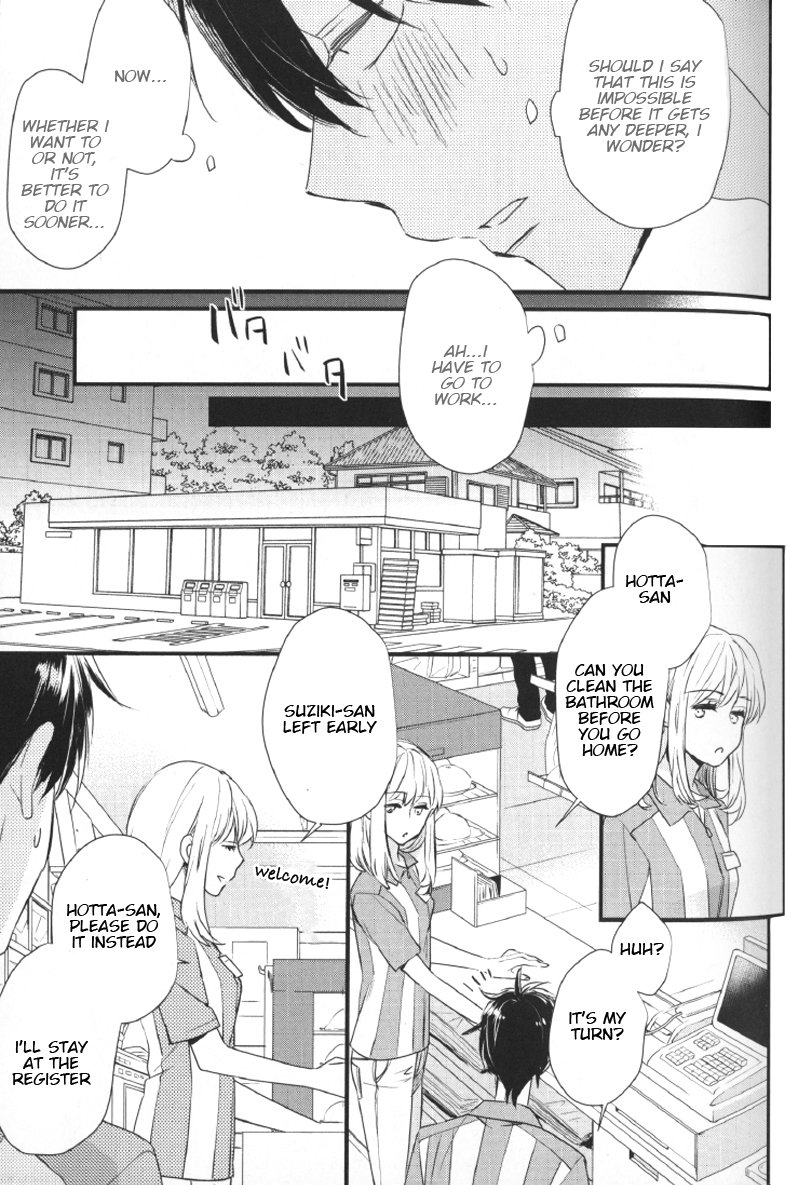 SHOULD I SAY
THAT THIS IS
IMPOSSIBLE
BEFORE IT GETS
ANY DEEPER, I
WONDER?
NOW...
WHETHER I
WANT TO
OR NOT,
IT'S
BETTER TO
DO IT
SOONER...
AH...I
HAVE TO
GO TO
WORK...
バタ
バタ
HOTTA-
SAN
CAN YOU
CLEAN THE
BATHROOM
BEFORE
YOU GO
HOME?
HUH?
IT'S MY
TURN?
SUZIKI-SAN
LEFT EARLY
welcome!
HOTTA-SAN,
PLEASE DO
IT INSTEAD
I'LL STAY
AT THE
REGISTER